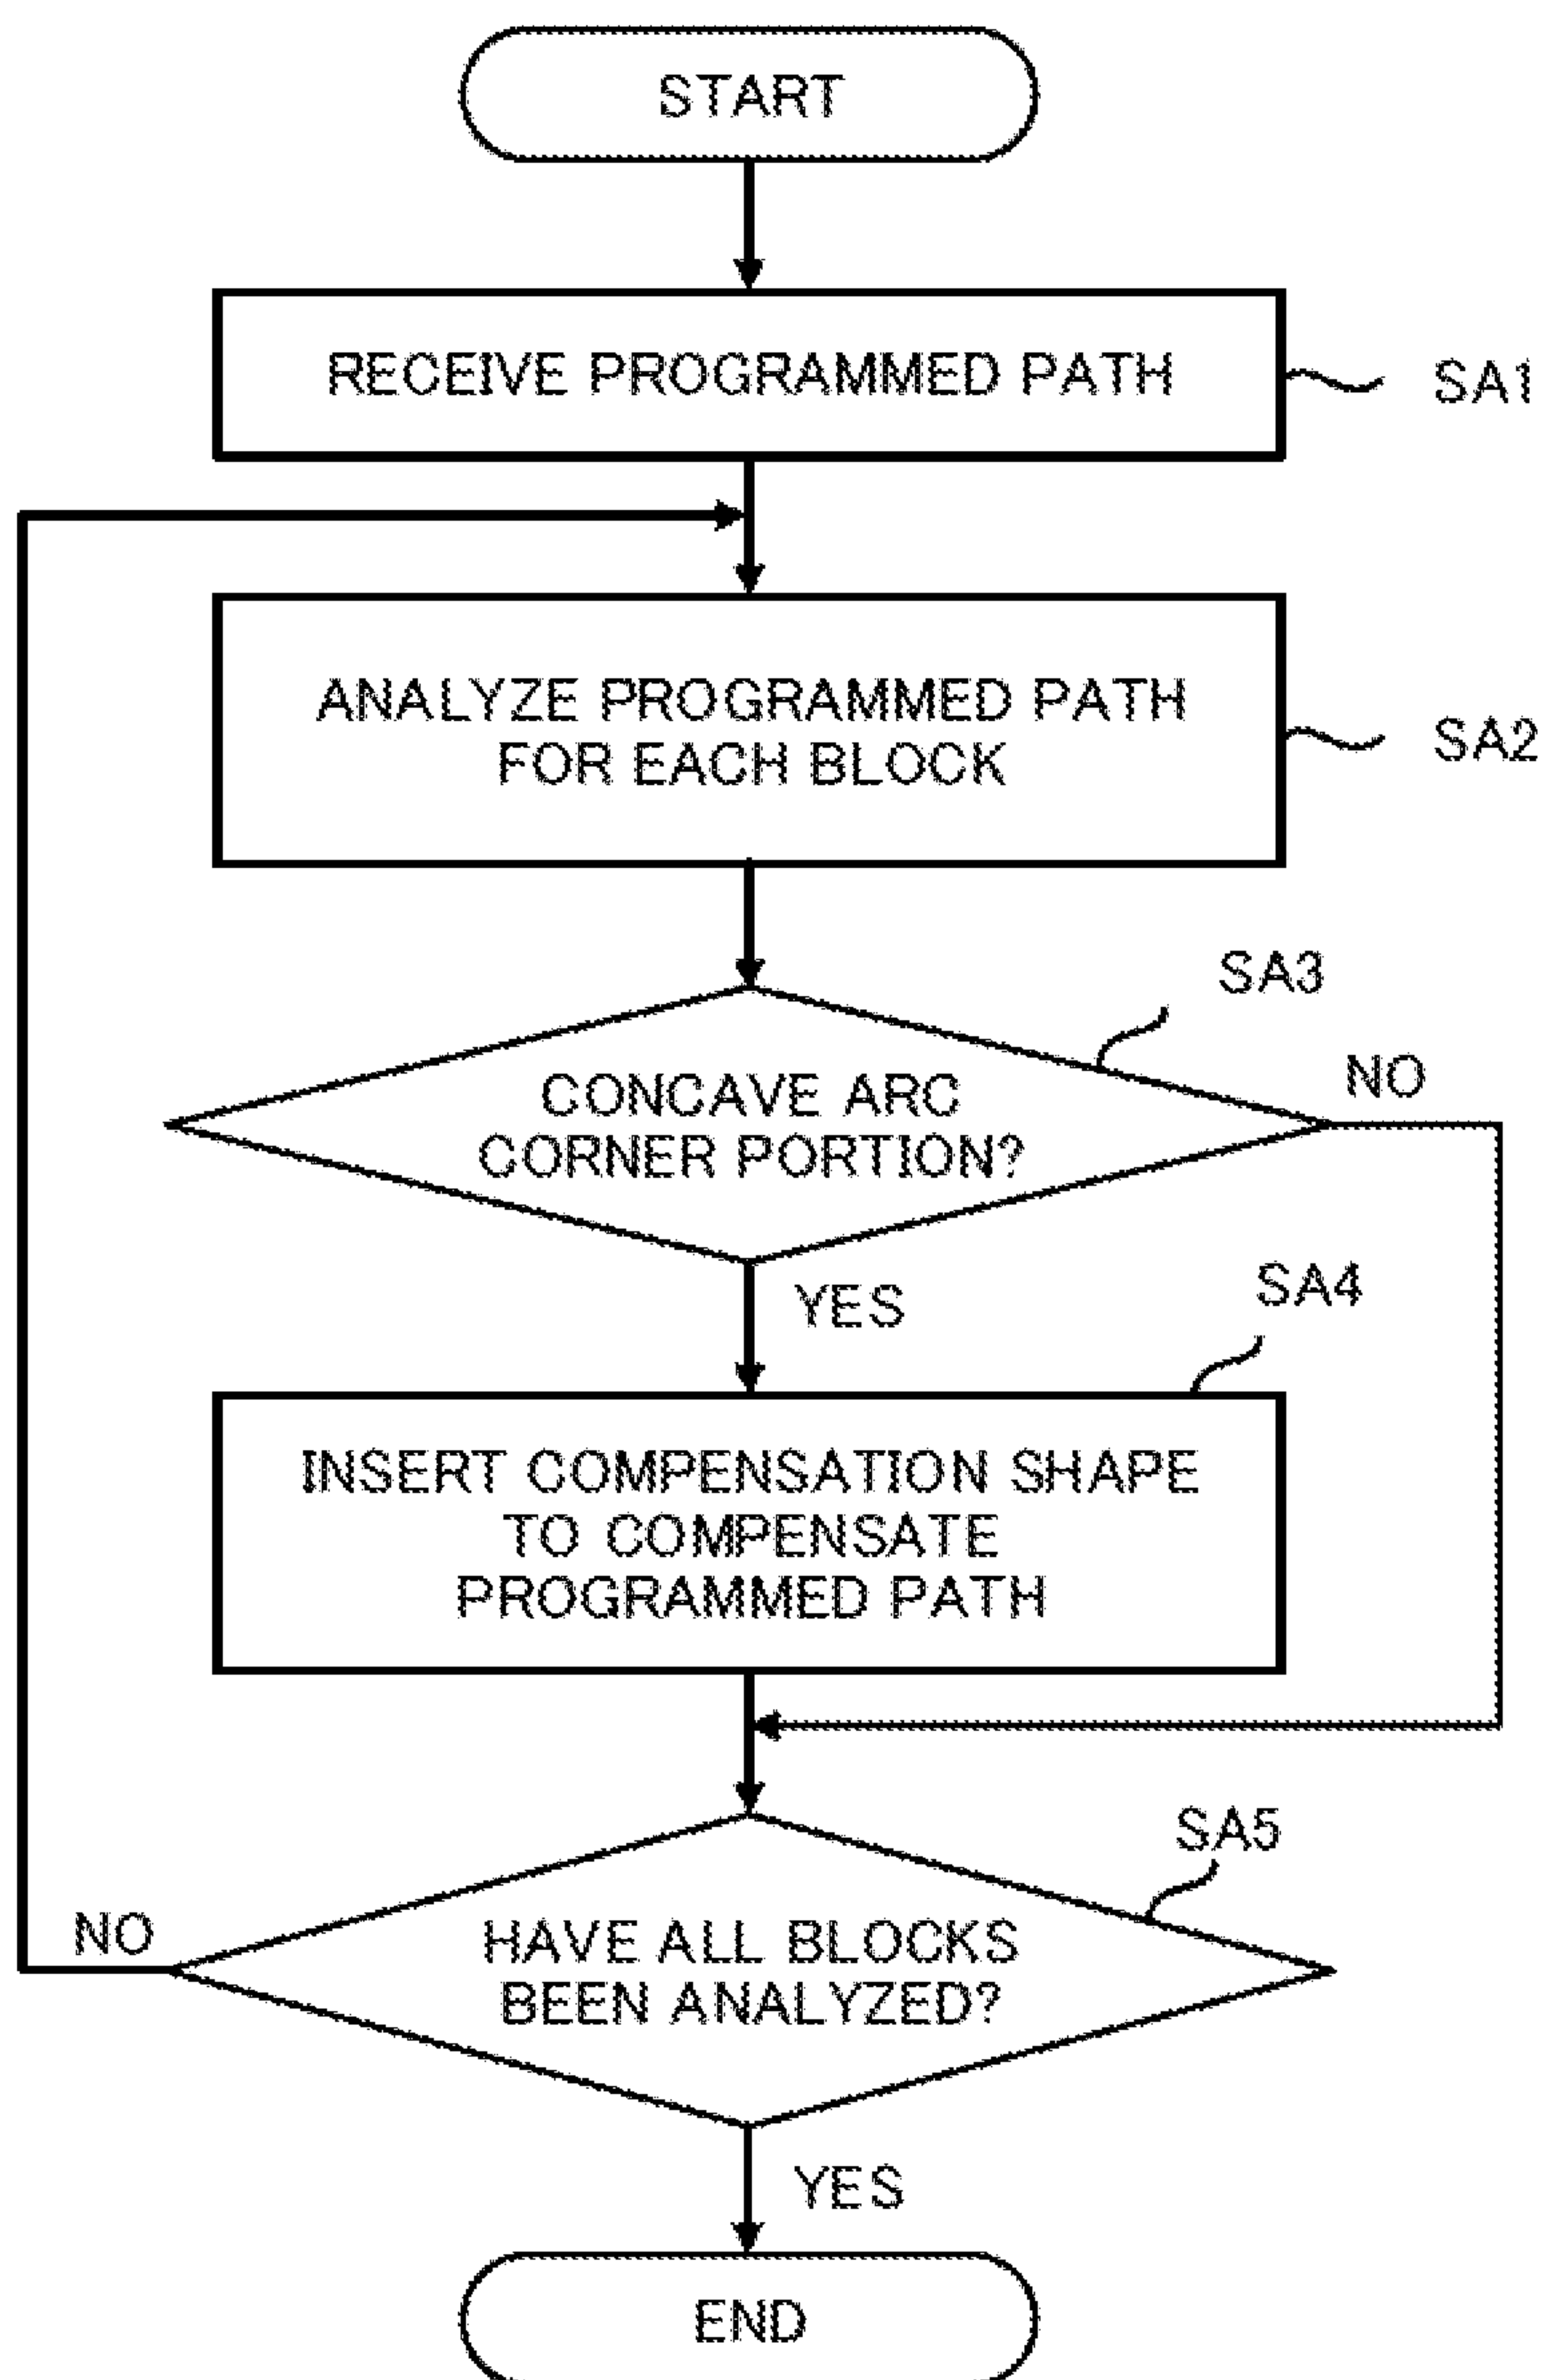 START
RECEIVE PROGRAMMED PATH
SA1
ANALYZE PROGRAMMED PATH
FOR EACH BLOCK
SA2
SA3
CONCAVE ARC
CORNER PORTION?
NO
YES
SA4
INSERT COMPENSATION SHAPE
TO COMPENSATE
PROGRAMMED PATH
SA5
HAVE ALL BLOCKS
BEEN ANALYZED?
NO
YES
END